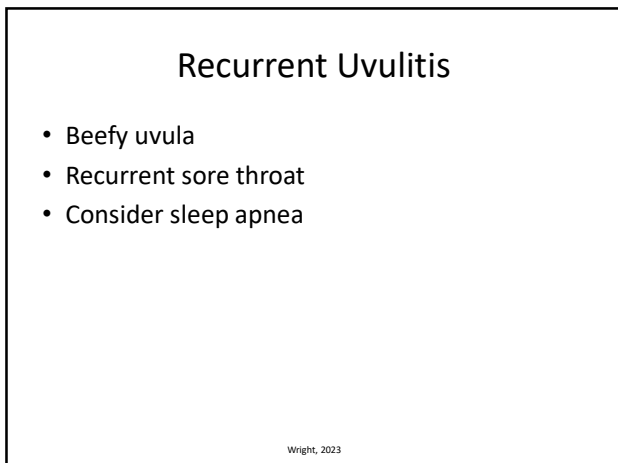 Recurrent Uvulitis
• Beefy uvula
• Recurrent sore throat
• Consider sleep apnea
Wright, 2023